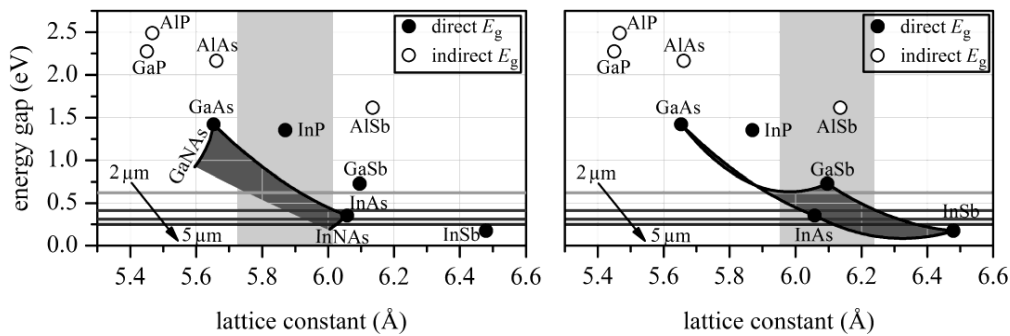 energy gap (eV)
2.5
2.0
1.5
1.0
0.5
0.0
AlP
GaP
AlAs
GaAs
GaNAs
InP
AlSb
GaSb
InAs
InNAs
InSb
2 μm
5 μm
direct Eg
indirect Eg
5.4 5.6 5.8 6.0 6.2 6.4 6.6
lattice constant (Å)
AlP
GaP
AlAs
GaAs
InP
AlSb
GaSb
InAs
InSb
2 μm
5 μm
direct Eg
indirect Eg
5.4 5.6 5.8 6.0 6.2 6.4 6.6
lattice constant (Å)